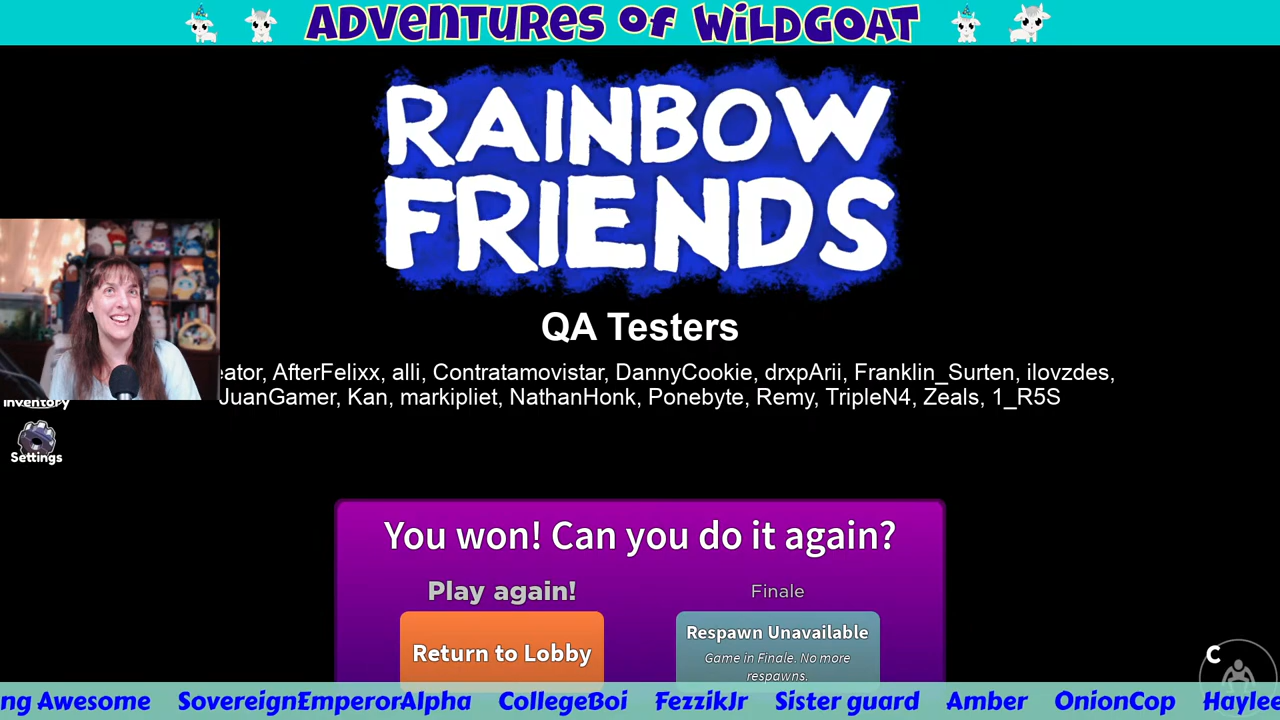 ADVENTURES OF WILDGOAT
RAINBOW
FRIENDS
QA Testers
eator, AfterFelixx, alli, Contratamovistar, DannyCookie, drxpArii, Franklin_Surten, ilovzdes,
JuanGamer, Kan, markipliet, NathanHonk, Ponebyte, Remy, TripleN4, Zeals, 1_R5S
Inventory
Settings
You won! Can you do it again?
Play again!
Finale
Return to Lobby
Respawn Unavailable
Game in Finale. No more
respawns.
C
ng Awesome SovereignEmperorAlpha CollegeBoi FezzikJr Sister guard Amber OnionCop Haylee